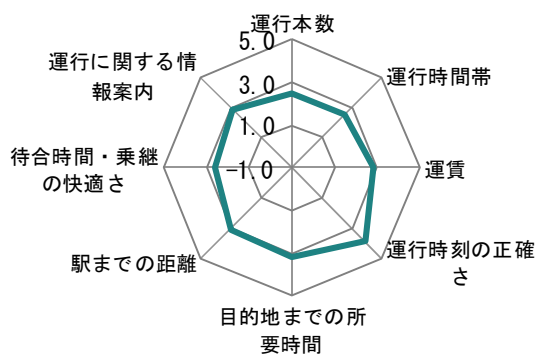 運行本数
運行時間帯
運賃
運行時刻の正確
さ
目的地までの所
要時間
駅までの距離
待合時間・乗継
の快適さ
運行に関する情
報案内
5.0
3.0
1.0
-1.0